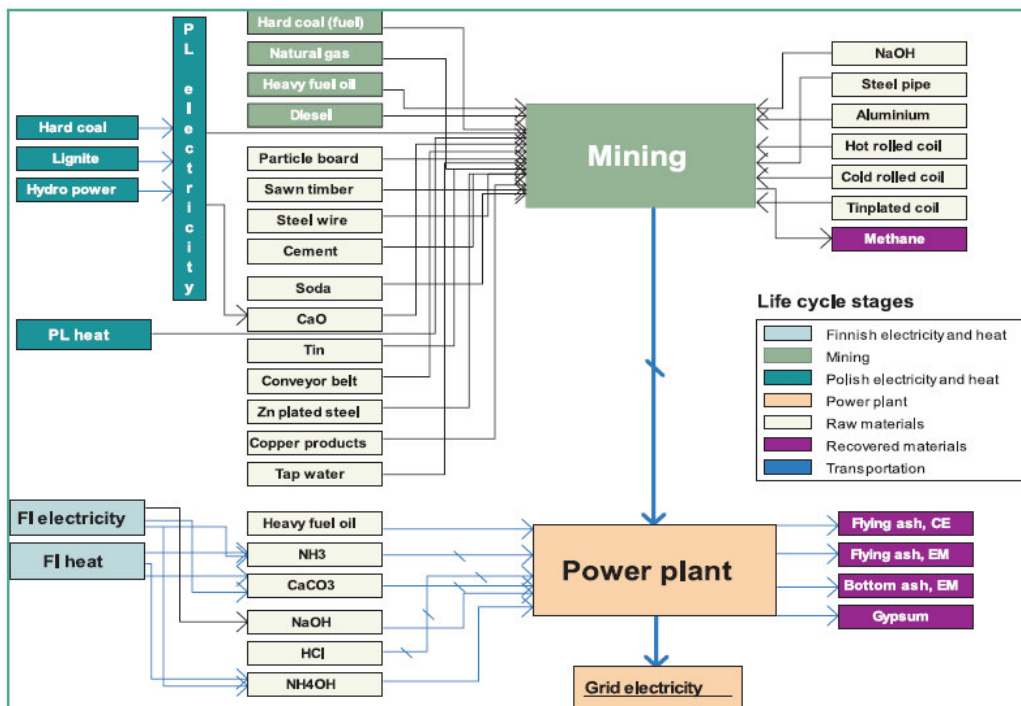 PL electricity
Hard coal
Lignite
Hydro power
PL heat
Hard coal (fuel)
Natural gas
Heavy fuel oil
Diesel
Particle board
Sawn timber
Steel wire
Cement
Soda
CaO
Tin
Conveyor belt
Zn plated steel
Copper products
Tap water
Mining
NaOH
Steel pipe
Aluminium
Hot rolled coil
Cold rolled coil
Tinplated coil
Methane
Life cycle stages
Finnish electricity and heat
Mining
Polish electricity and heat
Power plant
Raw materials
Recovered materials
Transportation
FI electricity
FI heat
Heavy fuel oil
NH3
CaCO3
NaOH
HCl
NH4OH
Power plant
Flying ash, CE
Flying ash, EM
Bottom ash, EM
Gypsum
Grid electricity